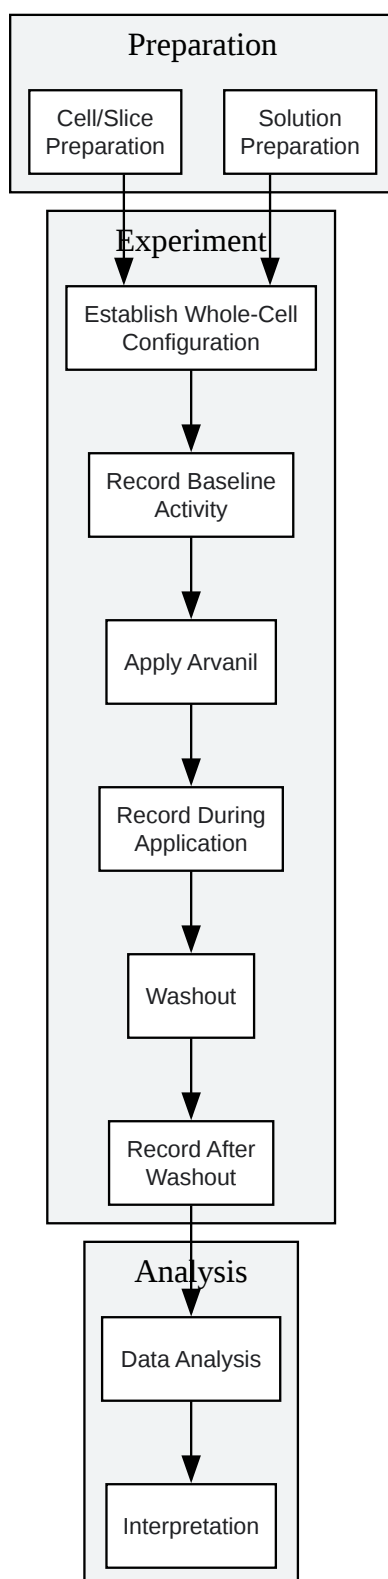 Preparation
Cell/Slice
Preparation
Solution
Preparation
Experiment
Establish Whole-Cell
Configuration
Record Baseline
Activity
Apply Arvanil
Record During
Application
Washout
Record After
Washout
Analysis
Data Analysis
Interpretation